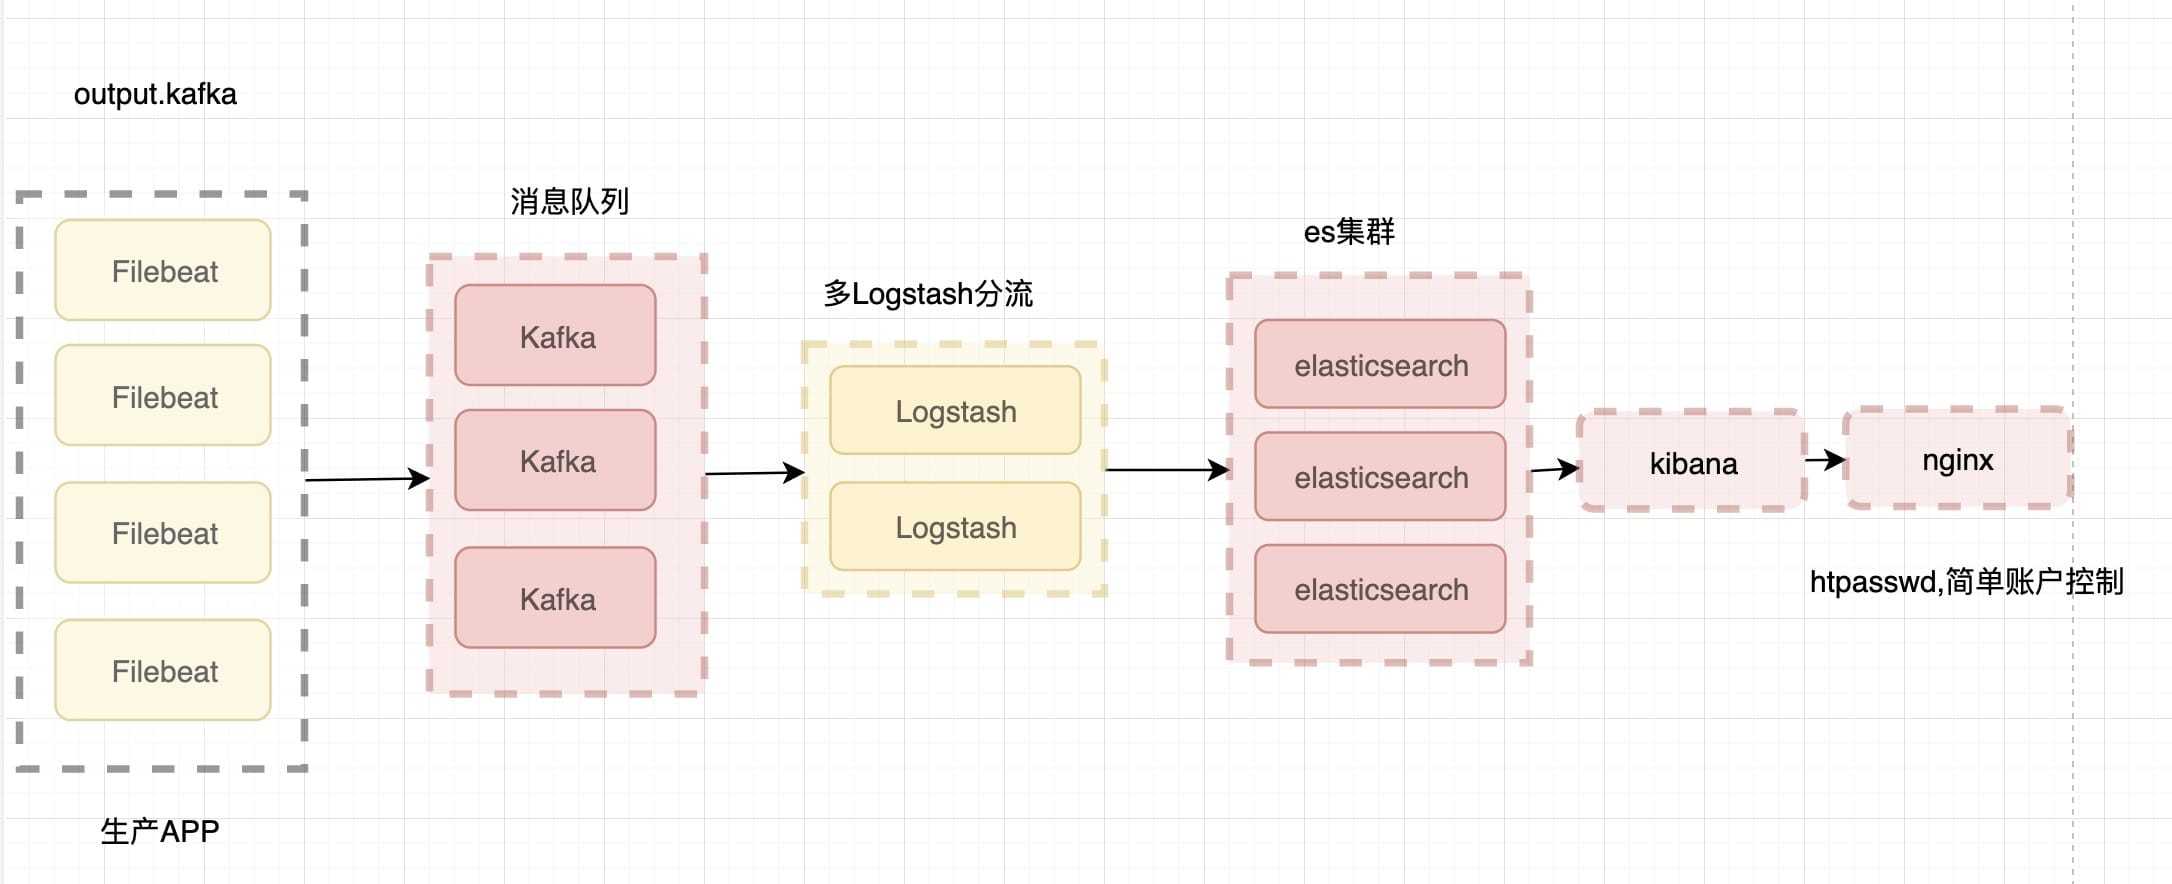 output.kafka
Filebeat
Filebeat
Filebeat
Filebeat
生产APP
消息队列
Kafka
Kafka
Kafka
多Logstash分流
Logstash
Logstash
es集群
elasticsearch
elasticsearch
elasticsearch
kibana
nginx
htpasswd,简单账户控制